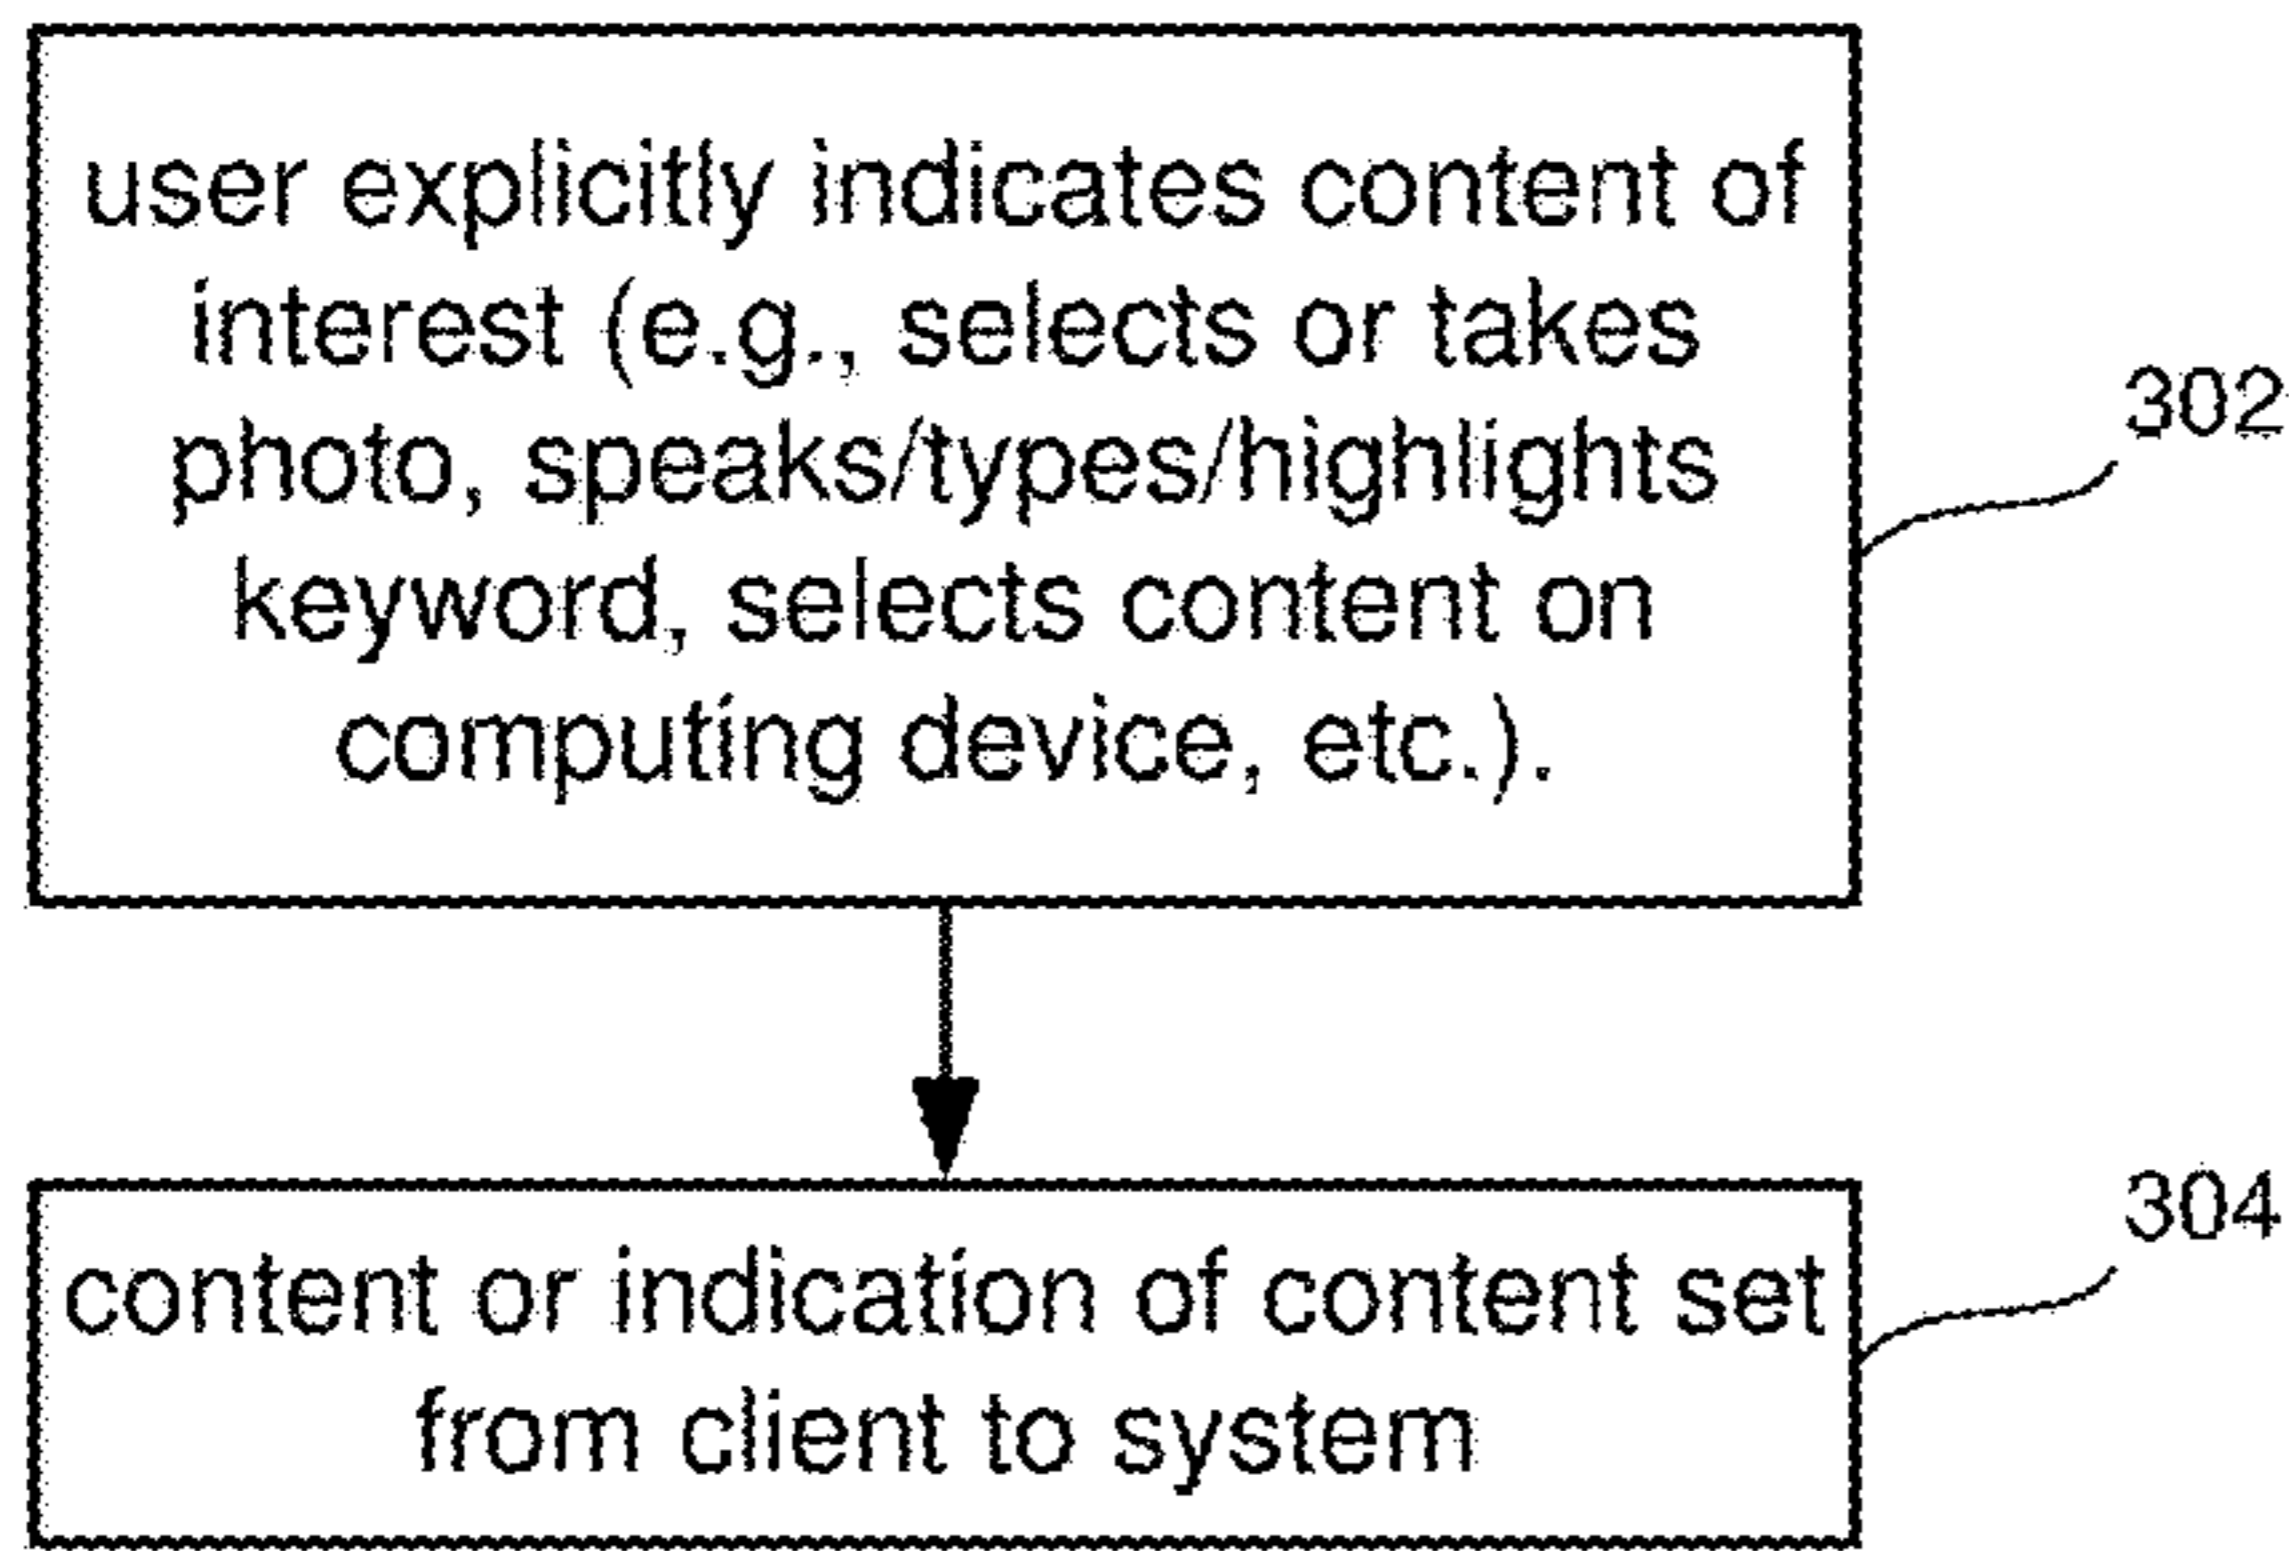 user explicitly indicates content of
interest (e.g., selects or takes
photo, speaks/types/highlights
keyword, selects content on
computing device, etc.).
302
content or indication of content set
from client to system
304